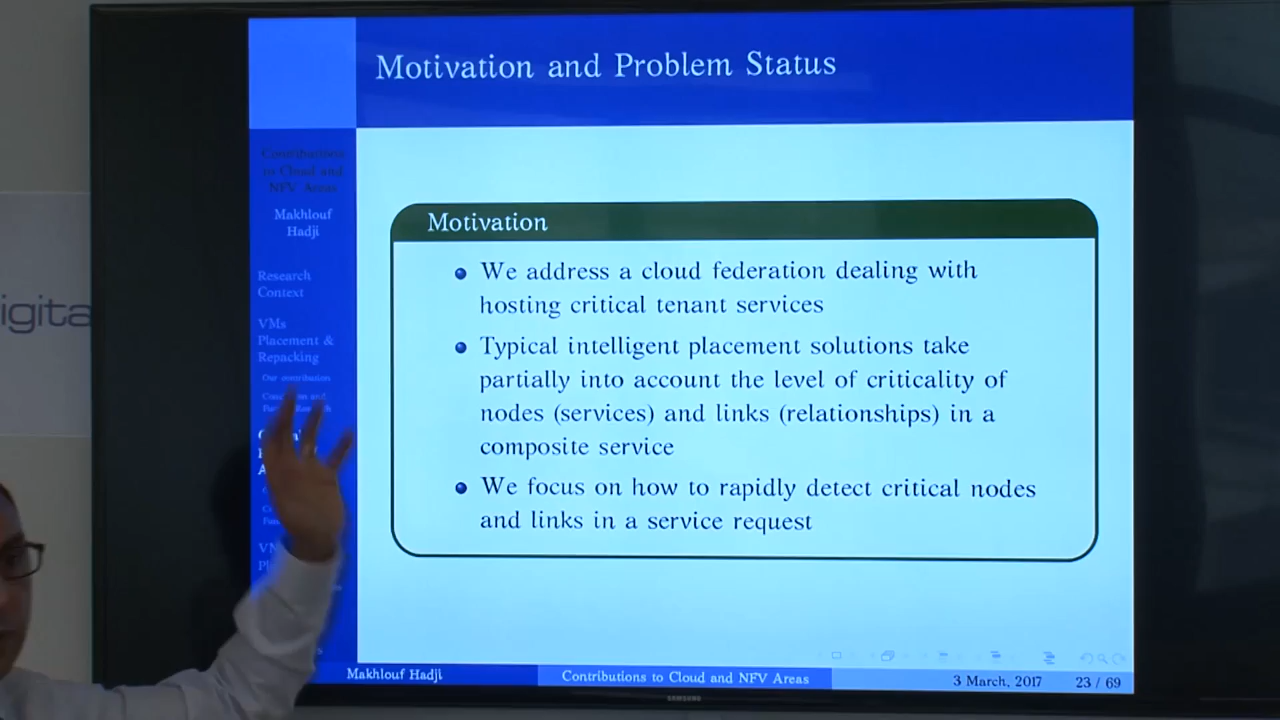 Motivation and Problem Status
Contributions
to Cloud and
NFV Areas
Makhlouf
Hadji
Research
Context
VMs
Placement &
Repacking
Our contribution
igita
Motivation
We address a cloud federation dealing with
hosting critical tenant services
Typical intelligent placement solutions take
partially into account the level of criticality of
nodes (services) and links (relationships) in a
composite service
We focus on how to rapidly detect critical nodes
and links in a service request
Makhlouf Hadji
Contributions to Cloud and NFV Areas
3 March, 2017
23 / 69
SAMSUNG